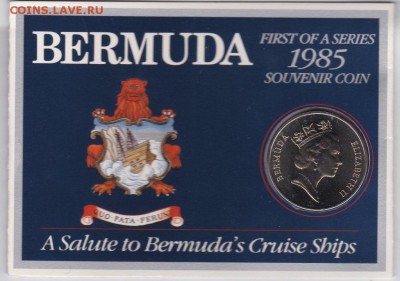 COINS.LAVE.RU
BERMUDA
FIRST OF A SERIES
1985
SOUVENIR COIN
BERMUDA
ELIZABETH II
QUO FATA FERUNT
A Salute to Bermuda's Cruise Ships